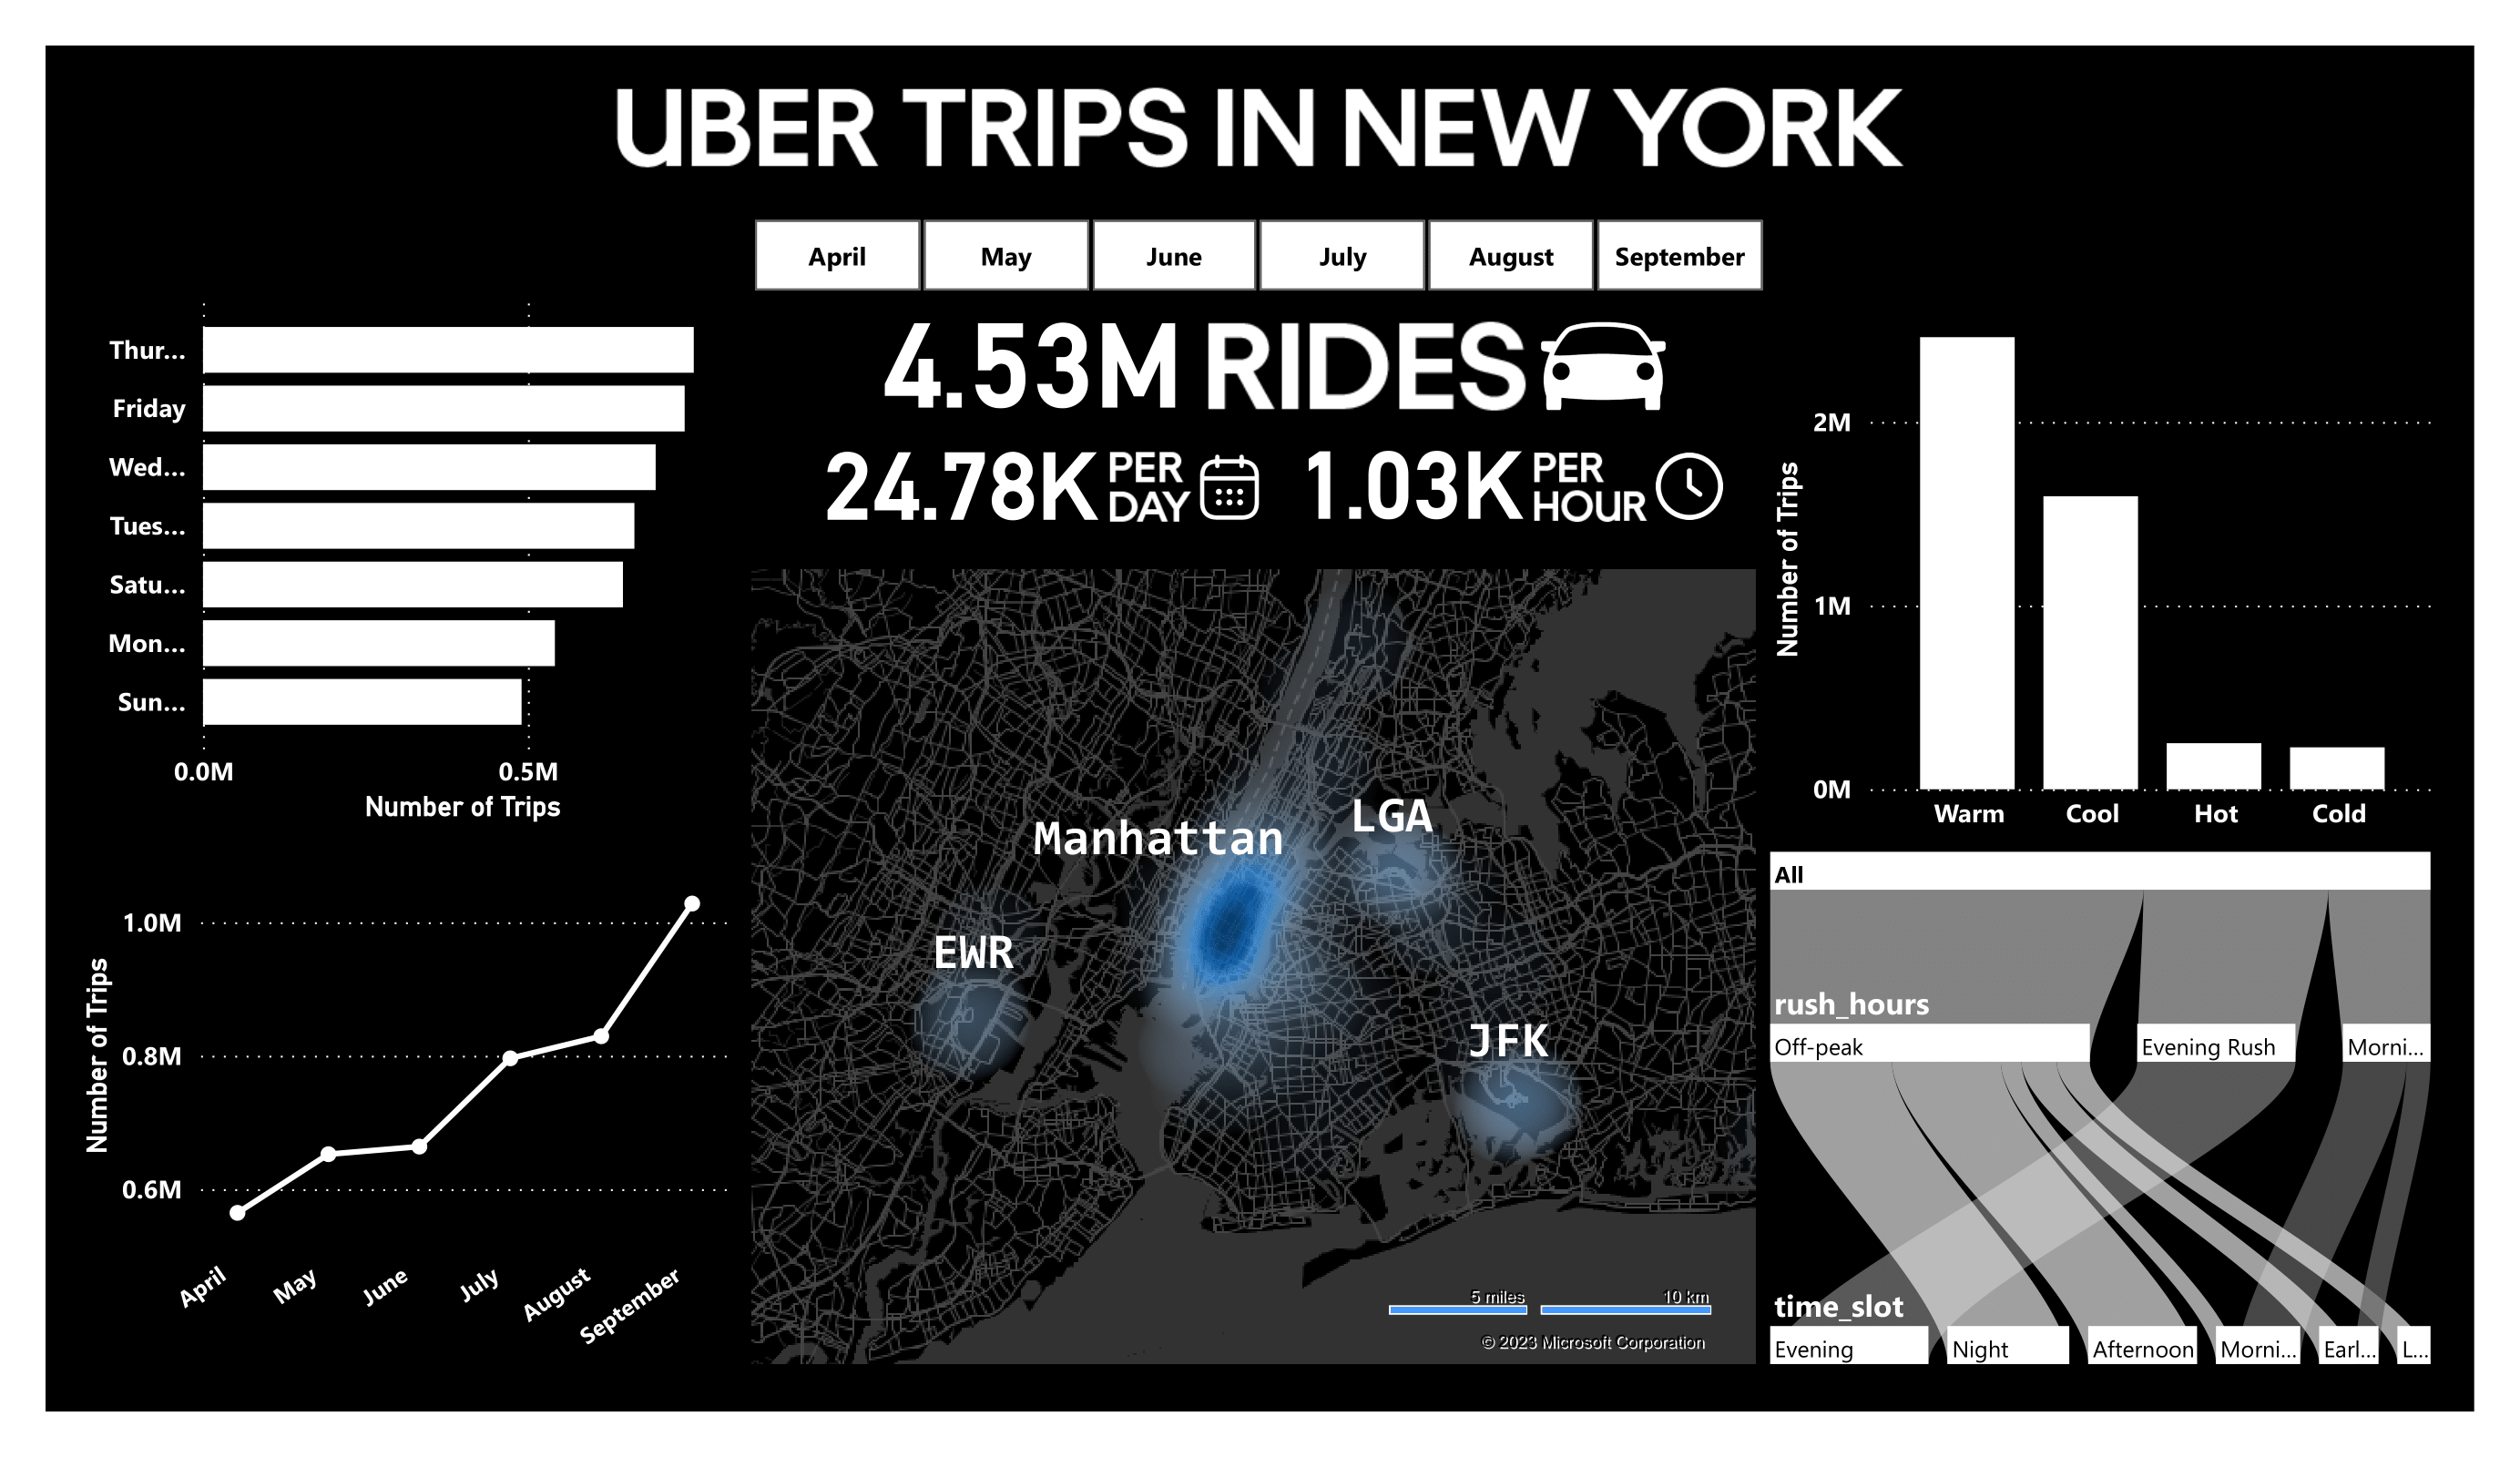 UBER TRIPS IN NEW YORK
April May June July August September
4.53M RIDES
24.78K PER DAY 1.03K PER HOUR
Thur...
Friday
Wed...
Tues...
Satu...
Mon...
Sun...
0.0M 0.5M
Number of Trips
1.0M
0.8M
0.6M
Number of Trips
April May June July August September
Manhattan
LGA
EWR
JFK
5 miles 10 km
© 2023 Microsoft Corporation
2M
1M
0M
Number of Trips
Warm Cool Hot Cold
All
rush_hours
Off-peak Evening Rush Morni...
time_slot
Evening Night Afternoon Morni... Earl... L...